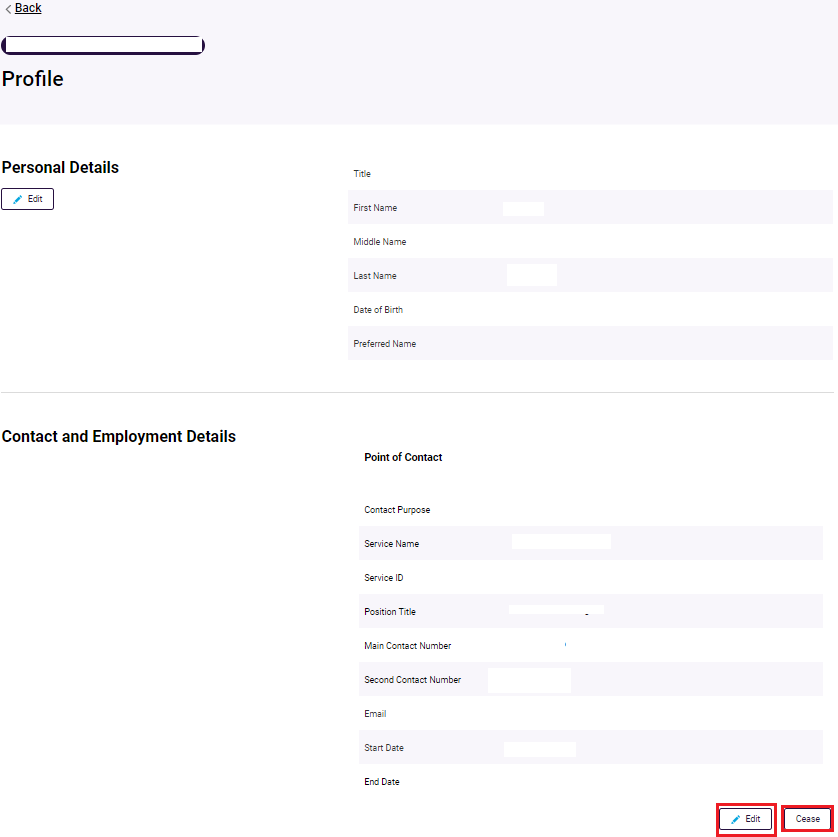 Back
Profile
Personal Details
Edit
Title
First Name
Middle Name
Last Name
Date of Birth
Preferred Name
Contact and Employment Details
Point of Contact
Contact Purpose
Service Name
Service ID
Position Title
Main Contact Number
Second Contact Number
Email
Start Date
End Date
Edit
Cease